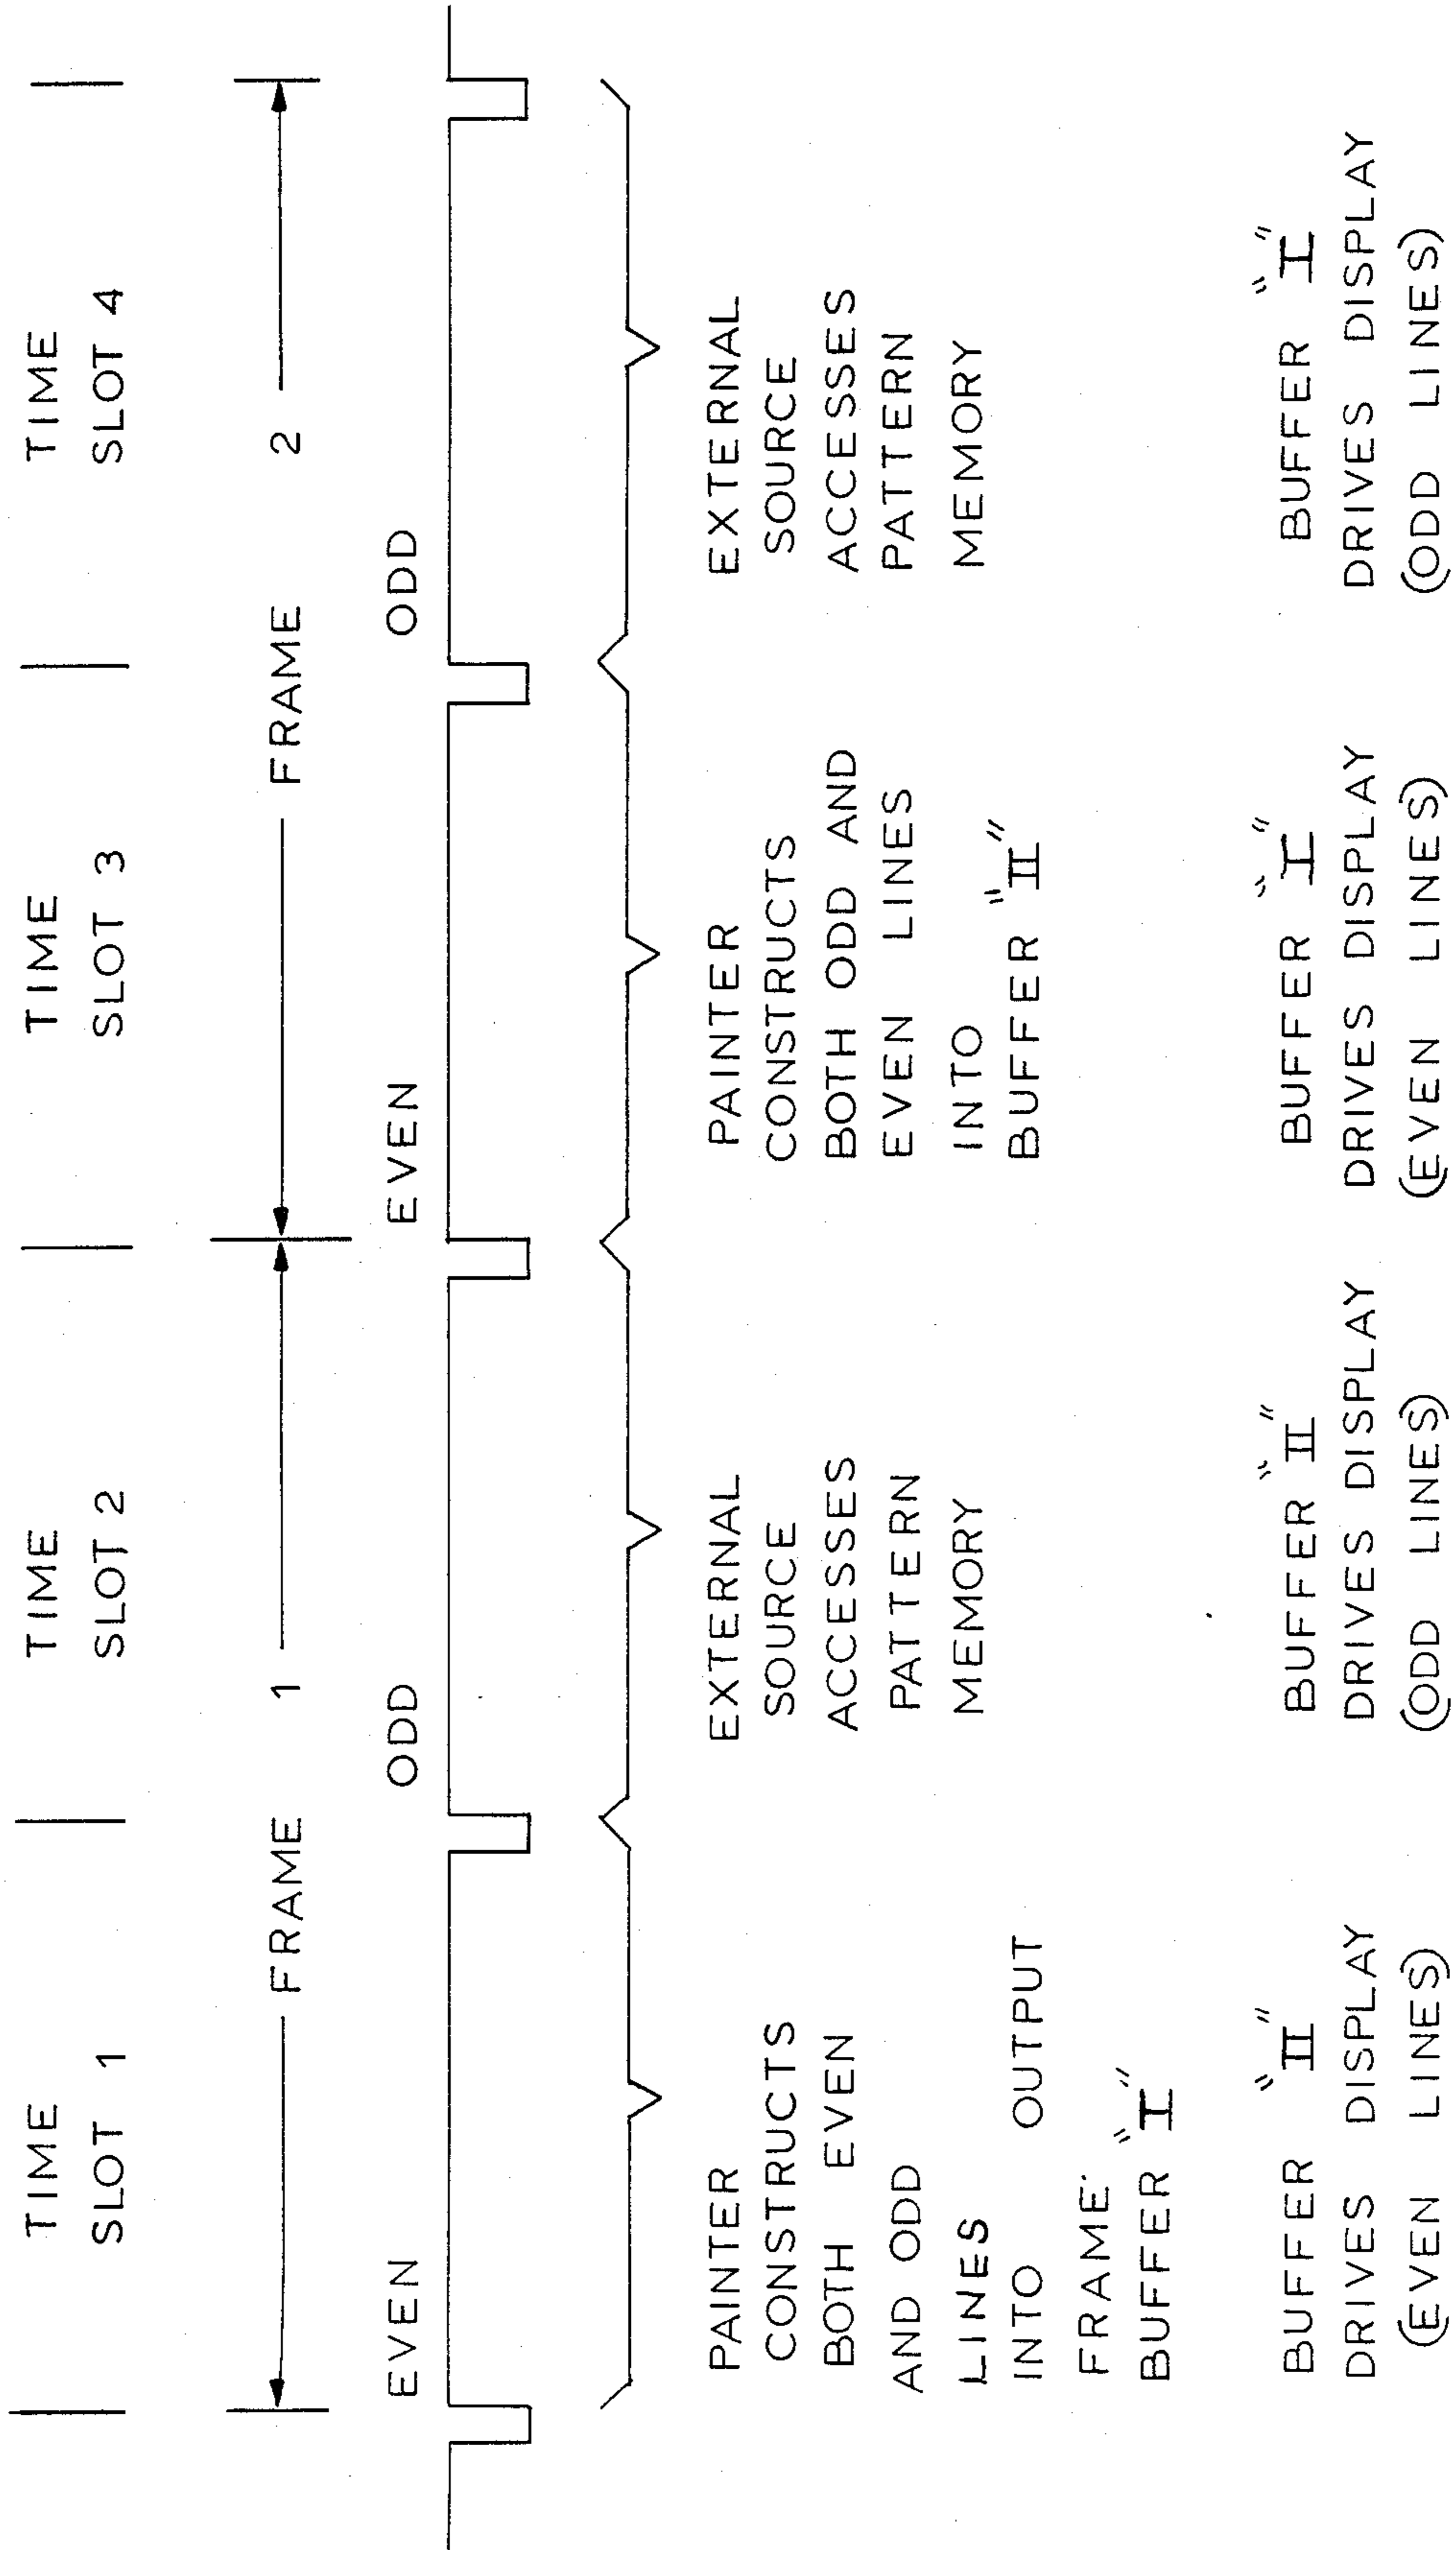 TIME
SLOT 1
TIME
SLOT 2
TIME
SLOT 3
TIME
SLOT 4
FRAME 1
FRAME 2
EVEN
ODD
EVEN
ODD
PAINTER
CONSTRUCTS
BOTH EVEN
AND ODD
LINES
INTO OUTPUT
FRAME
BUFFER "I"
EXTERNAL
SOURCE
ACCESSES
PATTERN
MEMORY
PAINTER
CONSTRUCTS
BOTH ODD AND
EVEN LINES
INTO
BUFFER "II"
EXTERNAL
SOURCE
ACCESSES
PATTERN
MEMORY
BUFFER "II"
DRIVES DISPLAY
(EVEN LINES)
BUFFER "II"
DRIVES DISPLAY
(ODD LINES)
BUFFER "I"
DRIVES DISPLAY
(EVEN LINES)
BUFFER "I"
DRIVES DISPLAY
(ODD LINES)